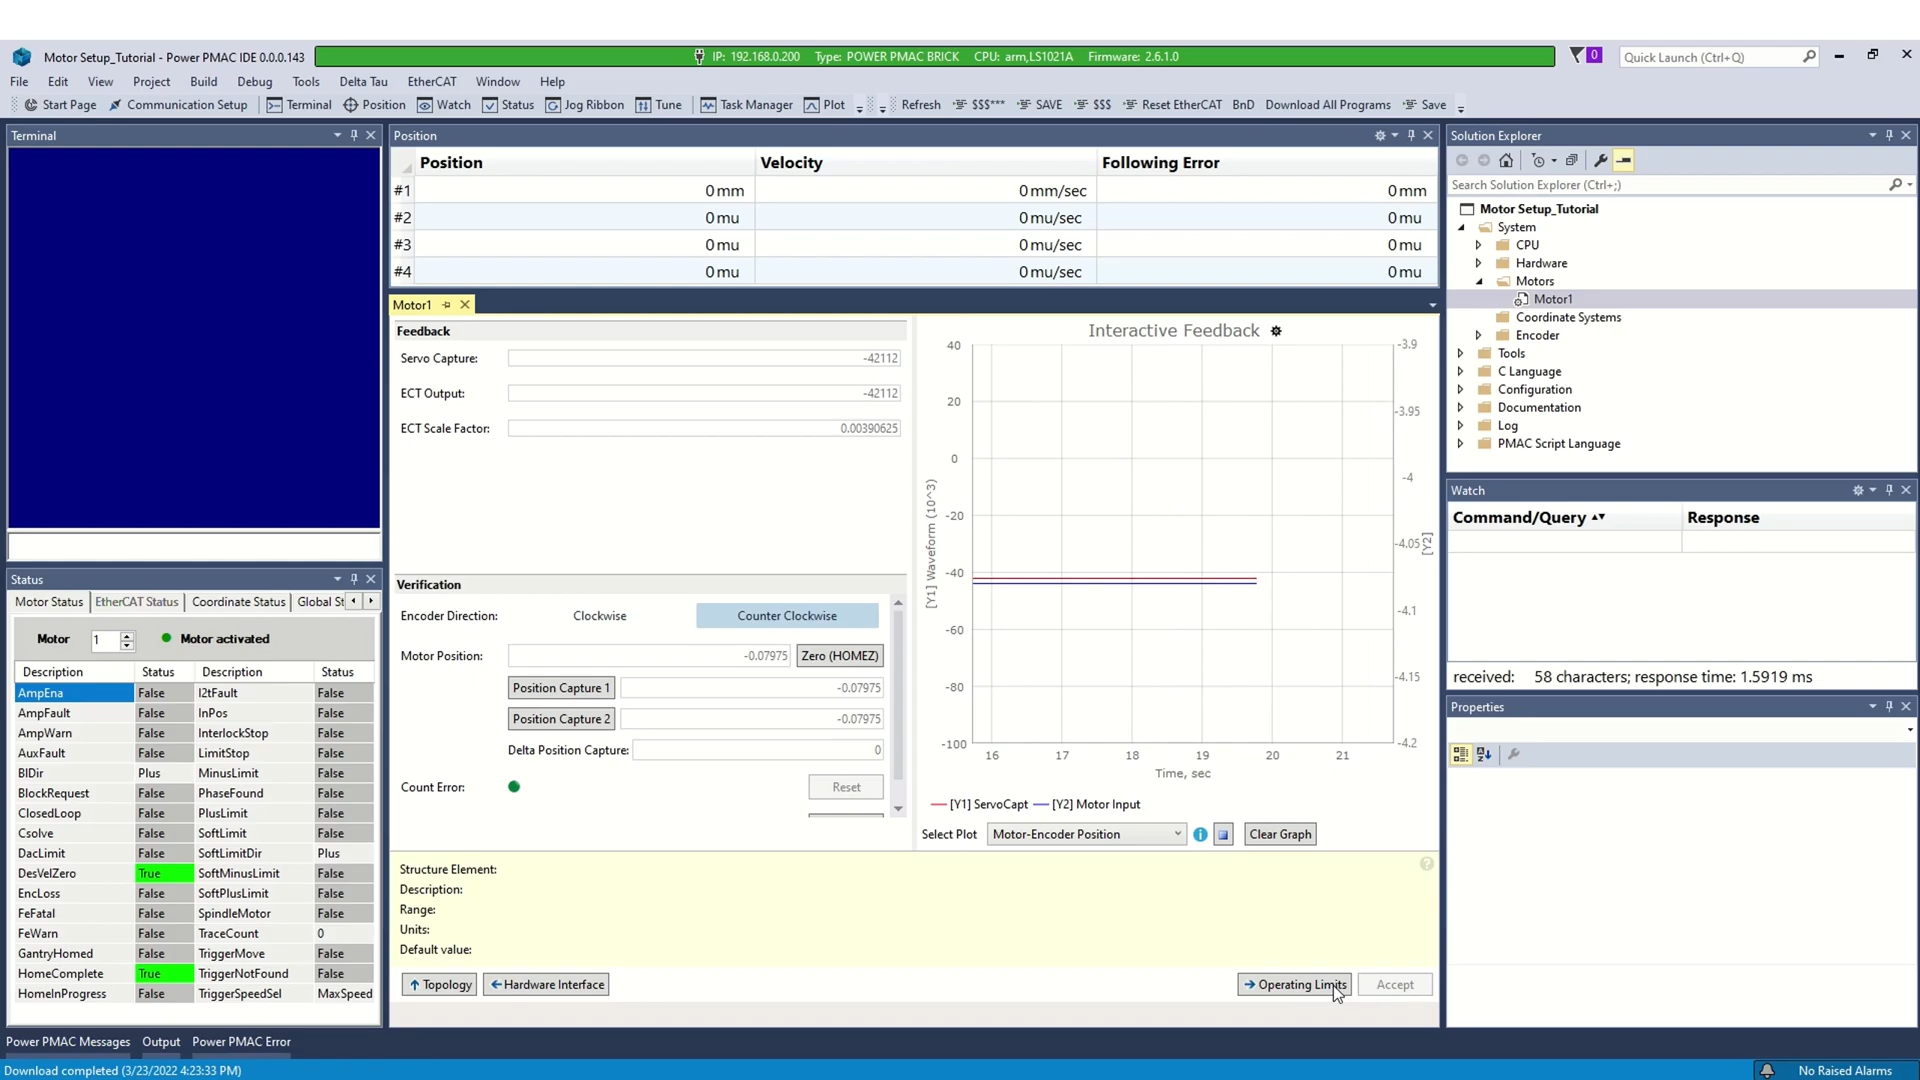 Motor Setup_Tutorial - Power PMAC IDE 0.0.0.143
IP: 192.168.0.200 Type: POWER PMAC BRICK CPU: arm,LS1021A Firmware: 2.6.1.0
0
Quick Launch (Ctrl+Q)
File Edit View Project Build Debug Tools Delta Tau EtherCAT Window Help
Start Page Communication Setup Terminal Position Watch Status Jog Ribbon Tune Task Manager Plot Refresh $$$*** SAVE $$$ Reset EtherCAT BnD Download All Programs Save
Terminal
Position
Position Velocity Following Error
#1 0 mm 0 mm/sec 0 mm
#2 0 mu 0 mu/sec 0 mu
#3 0 mu 0 mu/sec 0 mu
#4 0 mu 0 mu/sec 0 mu
Motor1
Feedback
Servo Capture: -42112
ECT Output: -42112
ECT Scale Factor: 0.00390625
Verification
Encoder Direction: Clockwise Counter Clockwise
Motor Position: -0.07975 Zero (HOMEZ)
Position Capture 1 -0.07975
Position Capture 2 -0.07975
Delta Position Capture: 0
Count Error: Reset
Interactive Feedback
40
20
0
-20
-40
-60
-80
-100
[Y1] Waveform (10^3)
-3.9
-3.95
-4
-4.05
-4.1
-4.15
-4.2
[Y2]
16 17 18 19 20 21
Time, sec
[Y1] ServoCapt [Y2] Motor Input
Select Plot Motor-Encoder Position i Clear Graph
Structure Element:
Description:
Range:
Units:
Default value:
?
Topology Hardware Interface Operating Limits Accept
Status
Motor Status EtherCAT Status Coordinate Status Global St
Motor 1 Motor activated
Description Status Description Status
AmpEna False I2tFault False
AmpFault False InPos False
AmpWarn False InterlockStop False
AuxFault False LimitStop False
BlDir Plus MinusLimit False
BlockRequest False PhaseFound False
ClosedLoop False PlusLimit False
Csolve False SoftLimit False
DacLimit False SoftLimitDir Plus
DesVelZero True SoftMinusLimit False
EncLoss False SoftPlusLimit False
FeFatal False SpindleMotor False
FeWarn False TraceCount 0
GantryHomed False TriggerMove False
HomeComplete True TriggerNotFound False
HomeInProgress False TriggerSpeedSel MaxSpeed
Solution Explorer
Search Solution Explorer (Ctrl+;)
Motor Setup_Tutorial
System
CPU
Hardware
Motors
Motor1
Coordinate Systems
Encoder
Tools
C Language
Configuration
Documentation
Log
PMAC Script Language
Watch
Command/Query Response
received: 58 characters; response time: 1.5919 ms
Properties
Power PMAC Messages Output Power PMAC Error
Download completed (3/23/2022 4:23:33 PM)
No Raised Alarms